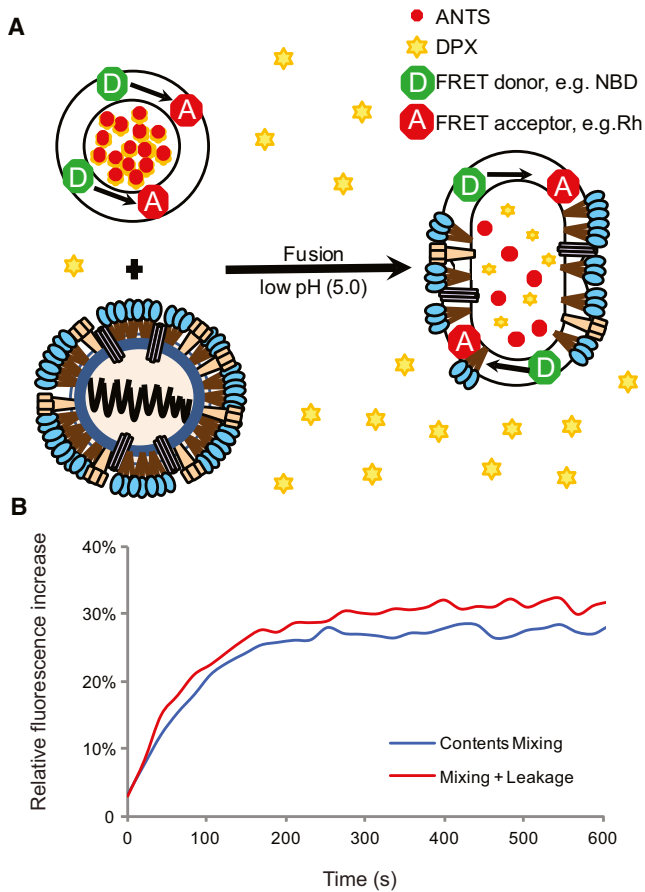 A
ANTS
DPX
D FRET donor, e.g. NBD
A FRET acceptor, e.g.Rh
D
A
D
A
D
A
Fusion
low pH (5.0)
A
D
B
40%
30%
20%
10%
0
Relative fluorescence increase
Contents Mixing
Mixing + Leakage
0 100 200 300 400 500 600
Time (s)